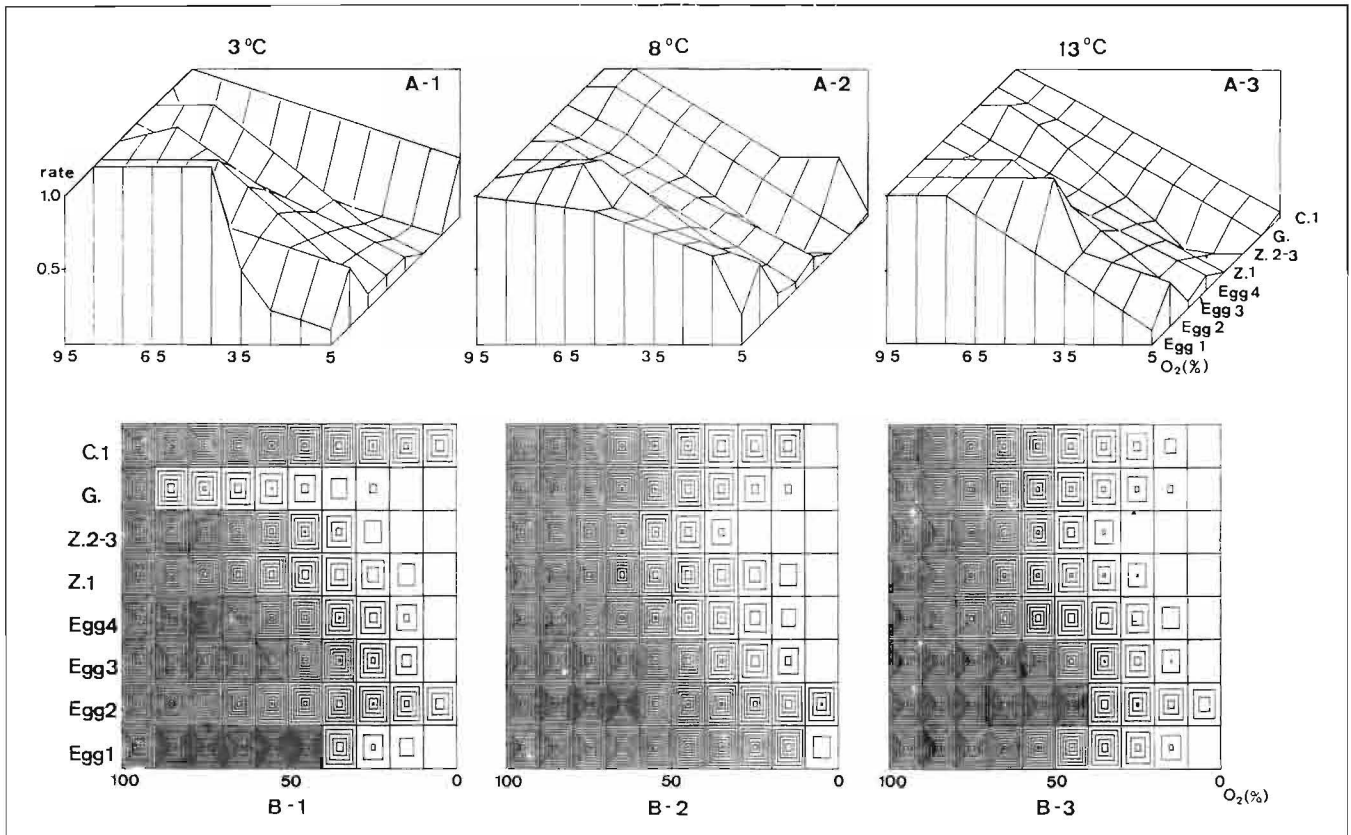 3 °C 8 °C 13 °C
A-1 A-2 A-3
rate
1.0
0.5
9 5 6 5 3 5 5
9 5 6 5 3 5 5
9 5 6 5 3 5 5
C.1
G.
Z. 2-3
Z.1
Egg 4
Egg 3
Egg 2
Egg 1
O₂(%)
C.1
G.
Z.2-3
Z.1
Egg4
Egg3
Egg2
Egg1
100 50 0
100 50 0
100 50 0
O₂(%)
B-1 B-2 B-3